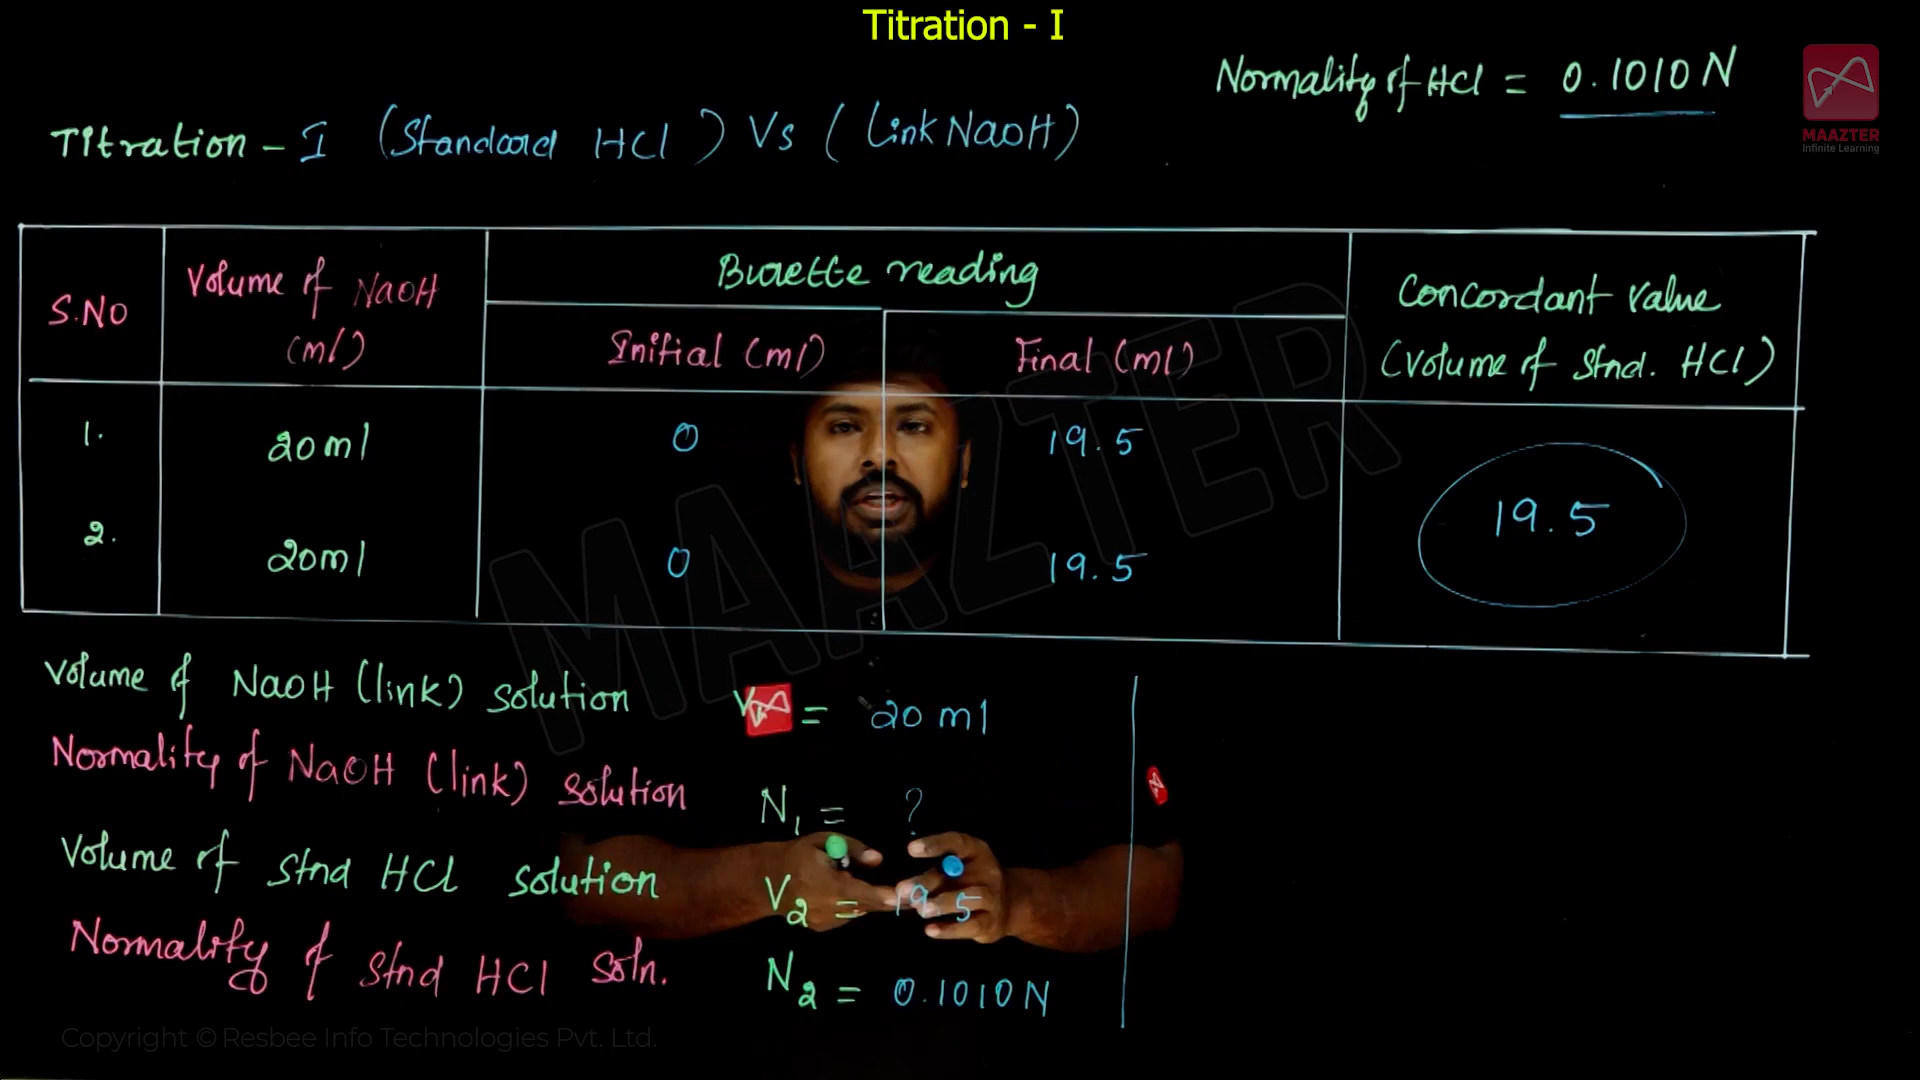 Titration - I
Normality of HCl = 0.1010 N
MAAZTER
Infinite Learning
Titration - I (Standard HCl) Vs (Link NaOH)
S.NO
Volume of NaOH (ml)
Burette reading
Initial (ml)
Final (ml)
Concordant Value
(Volume of Stnd. HCl)
1. 20ml 0 19.5
19.5
2. 20ml 0 19.5
MAAZTER
Volume of NaOH (link) solution = 20 ml
Normality of NaOH (link) solution N1 = ?
Volume of Stnd HCl solution V2 = 19.5
Normality of Stnd HCl Soln. N2 = 0.1010 N
Copyright © Resbee Info Technologies Pvt. Ltd.